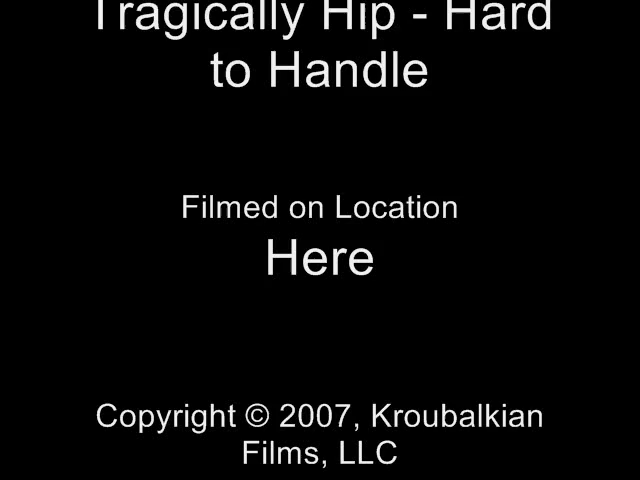 Tragically Hip - Hard
to Handle
Filmed on Location
Here
Copyright © 2007, Kroubalkian
Films, LLC